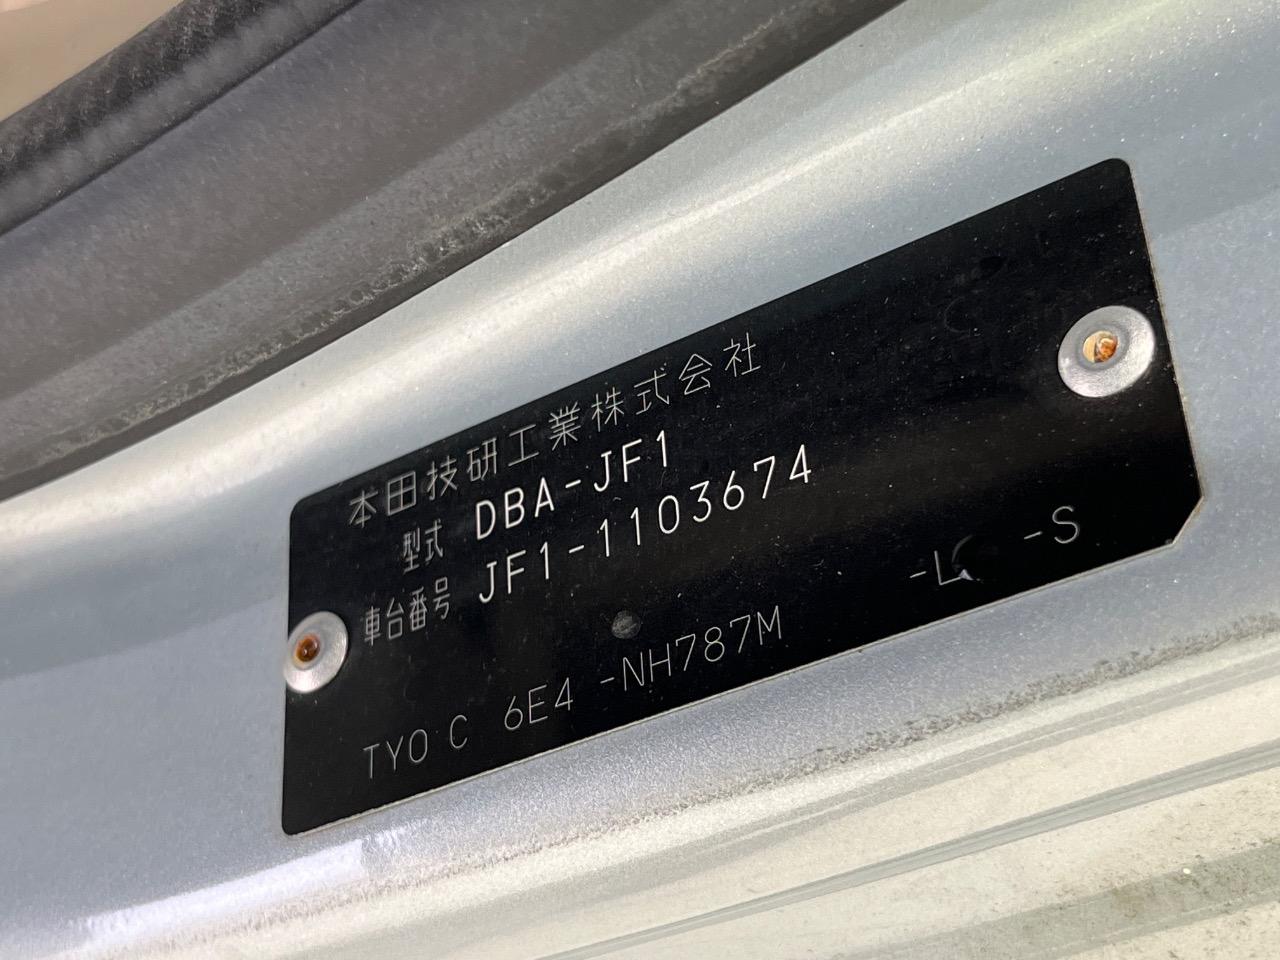 本田技研工業株式会社
型式 DBA-JF1
車台番号 JF1-1103674
TYO C 6E4 -NH787M -L -S